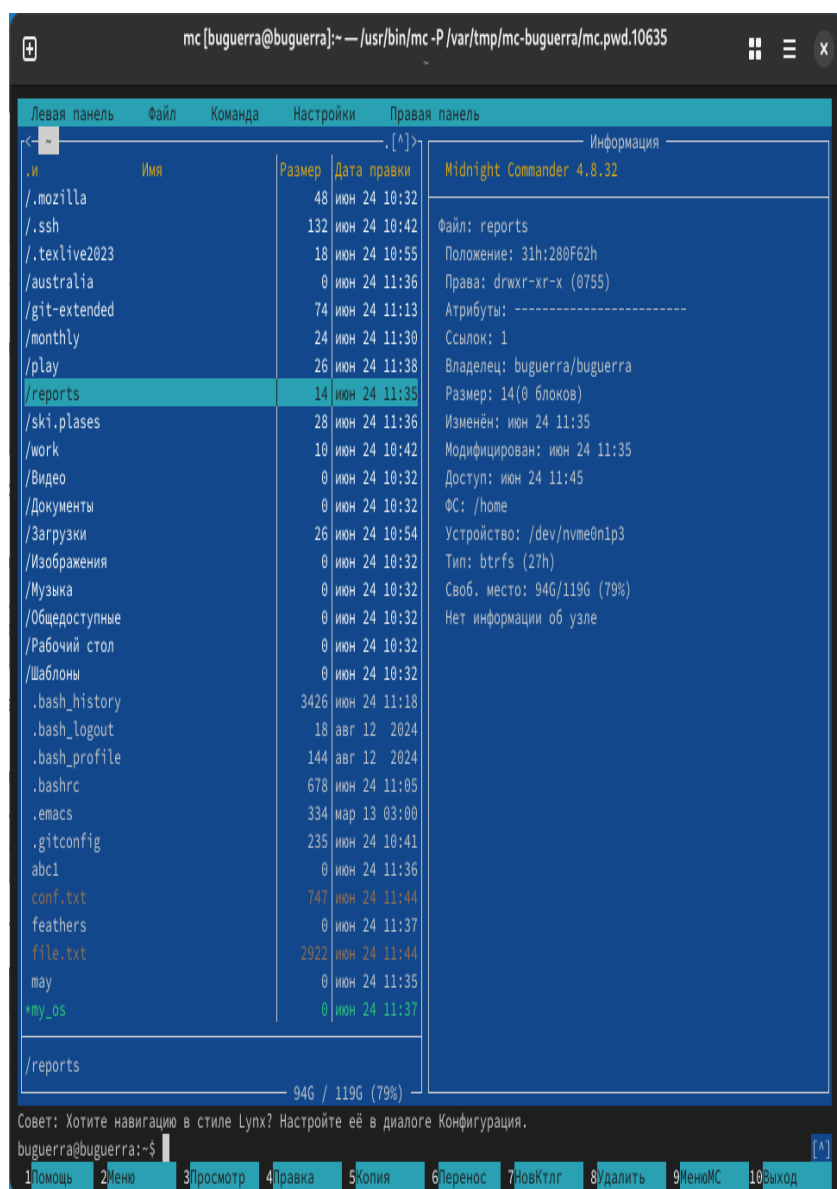 mc [buguerra@buguerra]:~ — /usr/bin/mc -P /var/tmp/mc-buguerra/mc.pwd.10635
~
Левая панель Файл Команда Настройки Правая панель
<─ ~ .[^]>
.и Имя Размер Дата правки
/.mozilla 48 июн 24 10:32
/.ssh 132 июн 24 10:42
/.texlive2023 18 июн 24 10:55
/australia 0 июн 24 11:36
/git-extended 74 июн 24 11:13
/monthly 24 июн 24 11:30
/play 26 июн 24 11:38
/reports 14 июн 24 11:35
/ski.plases 28 июн 24 11:36
/work 10 июн 24 10:42
/Видео 0 июн 24 10:32
/Документы 0 июн 24 10:32
/Загрузки 26 июн 24 10:54
/Изображения 0 июн 24 10:32
/Музыка 0 июн 24 10:32
/Общедоступные 0 июн 24 10:32
/Рабочий стол 0 июн 24 10:32
/Шаблоны 0 июн 24 10:32
.bash_history 3426 июн 24 11:18
.bash_logout 18 авг 12 2024
.bash_profile 144 авг 12 2024
.bashrc 678 июн 24 11:05
.emacs 334 мар 13 03:00
.gitconfig 235 июн 24 10:41
abc1 0 июн 24 11:36
conf.txt 747 июн 24 11:44
feathers 0 июн 24 11:37
file.txt 2922 июн 24 11:44
may 0 июн 24 11:35
*my_os 0 июн 24 11:37
/reports
94G / 119G (79%)
Информация
Midnight Commander 4.8.32
Файл: reports
Положение: 31h:280F62h
Права: drwxr-xr-x (0755)
Атрибуты: -------------------------
Ссылок: 1
Владелец: buguerra/buguerra
Размер: 14(0 блоков)
Изменён: июн 24 11:35
Модифицирован: июн 24 11:35
Доступ: июн 24 11:45
ФС: /home
Устройство: /dev/nvme0n1p3
Тип: btrfs (27h)
Своб. место: 94G/119G (79%)
Нет информации об узле
Совет: Хотите навигацию в стиле Lynx? Настройте её в диалоге Конфигурация.
buguerra@buguerra:~$ [^]
1Помощь 2Меню 3Просмотр 4Правка 5Копия 6Перенос 7НовКтлг 8Удалить 9МенюМС 10Выход